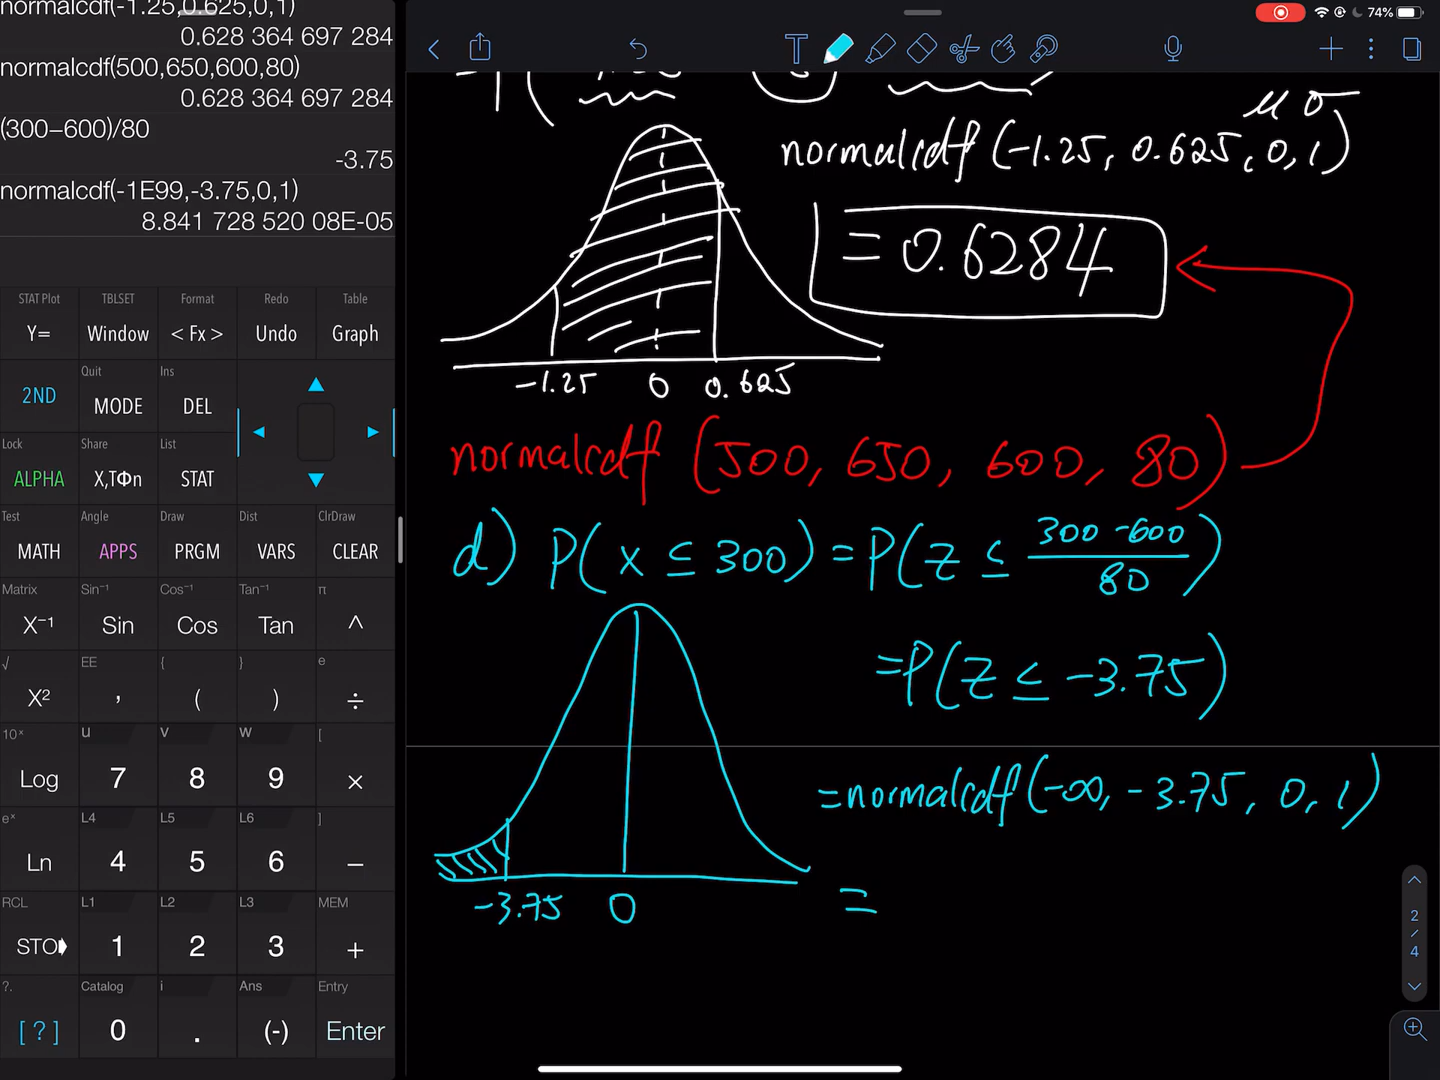 normalcdf(-1.25,0.625,0,1)
0.628 364 697 284
normalcdf(500,650,600,80)
0.628 364 697 284
(300−600)/80
-3.75
normalcdf(-1E99,-3.75,0,1)
8.841 728 520 08E-05
STAT Plot TBLSET Format Redo Table
Y= Window < Fx > Undo Graph
Quit Ins
2ND MODE DEL
Lock Share List
ALPHA X,TΦn STAT
Test Angle Draw Dist ClrDraw
MATH APPS PRGM VARS CLEAR
Matrix Sin⁻¹ Cos⁻¹ Tan⁻¹ π
X⁻¹ Sin Cos Tan ^
√ EE { } e
X² , ( ) ÷
10ˣ u v w [
Log 7 8 9 ×
eˣ L4 L5 L6 ]
Ln 4 5 6 −
RCL L1 L2 L3 MEM
STO 1 2 3 +
?. Catalog i Ans Entry
[ ? ] 0 . (-) Enter
74%
T
μ σ
normalcdf (-1.25, 0.625, 0, 1)
= 0.6284
-1.25 0 0.625
normalcdf (500, 650, 600, 80)
d) P(x ≤ 300) = P(Z ≤ 300-600/80)
=P(Z ≤ -3.75)
=normalcdf(-∞, -3.75, 0, 1)
-3.75 0 =
2
/
4